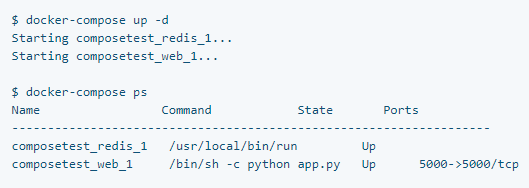 $ docker-compose up -d
Starting composetest_redis_1...
Starting composetest_web_1...
$ docker-compose ps
Name                 Command            State       Ports
-------------------------------------------------------------------
composetest_redis_1   /usr/local/bin/run         Up
composetest_web_1     /bin/sh -c python app.py   Up      5000->5000/tcp